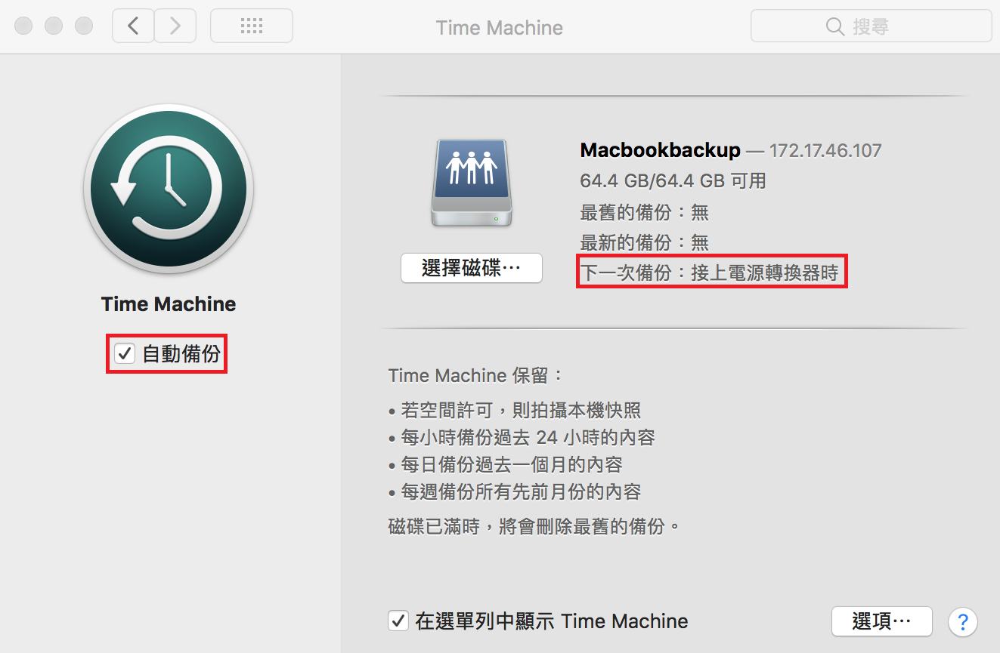 Time Machine
搜尋
Time Machine
自動備份
Macbookbackup — 172.17.46.107
64.4 GB/64.4 GB 可用
最舊的備份：無
最新的備份：無
下一次備份：接上電源轉換器時
選擇磁碟⋯
Time Machine 保留：
• 若空間許可，則拍攝本機快照
• 每小時備份過去 24 小時的內容
• 每日備份過去一個月的內容
• 每週備份所有先前月份的內容
磁碟已滿時，將會刪除最舊的備份。
在選單列中顯示 Time Machine
選項⋯
?